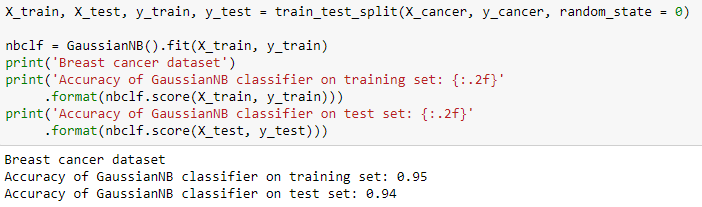 X_train, X_test, y_train, y_test = train_test_split(X_cancer, y_cancer, random_state = 0)
nbclf = GaussianNB().fit(X_train, y_train)
print('Breast cancer dataset')
print('Accuracy of GaussianNB classifier on training set: {:.2f}'
     .format(nbclf.score(X_train, y_train)))
print('Accuracy of GaussianNB classifier on test set: {:.2f}'
     .format(nbclf.score(X_test, y_test)))
Breast cancer dataset
Accuracy of GaussianNB classifier on training set: 0.95
Accuracy of GaussianNB classifier on test set: 0.94